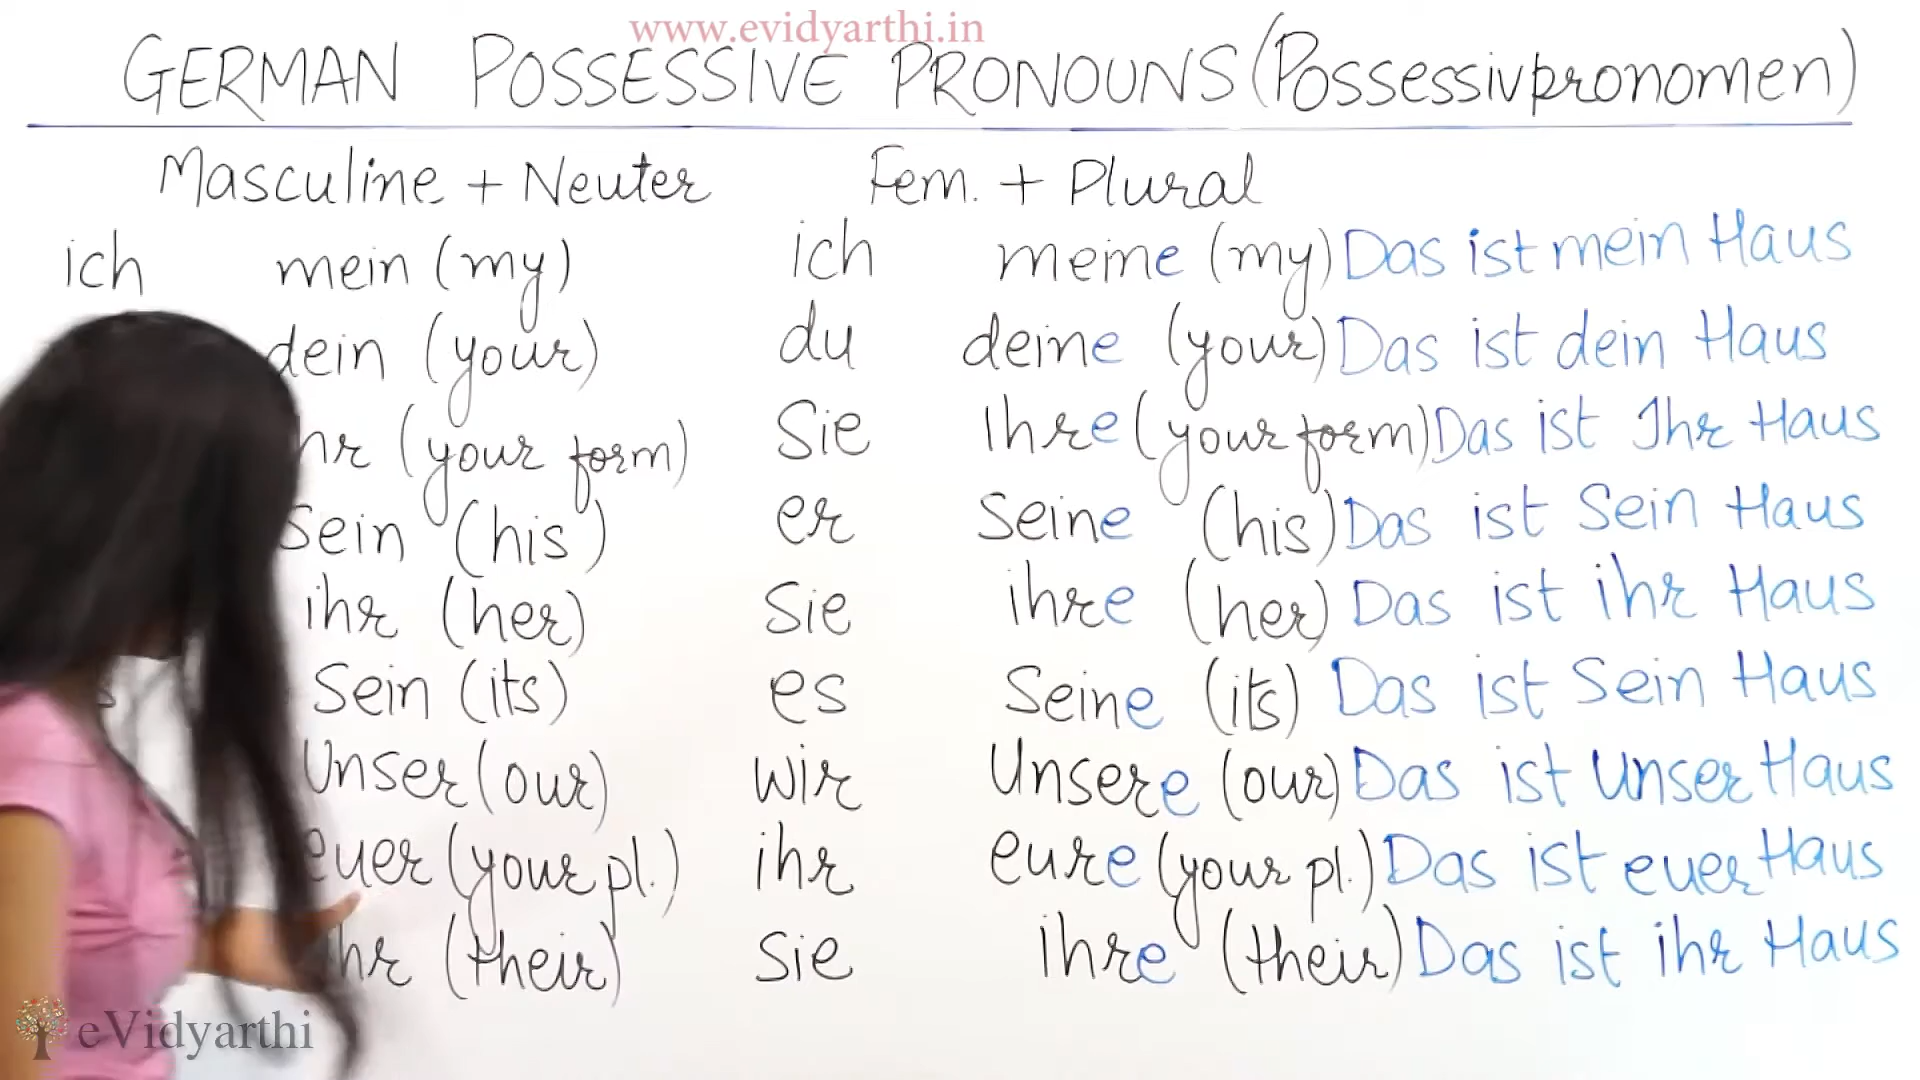 www.evidyarthi.in
GERMAN POSSESSIVE PRONOUNS (Possessivpronomen)
Masculine + Neuter Fem. + Plural
ich mein (my) ich meine (my) Das ist mein Haus
dein (your) du deine (your) Das ist dein Haus
(your form) Sie Ihre (your form) Das ist Ihr Haus
Sein (his) er Seine (his) Das ist Sein Haus
ihr (her) Sie ihre (her) Das ist ihr Haus
Sein (its) es Seine (its) Das ist Sein Haus
Unser (our) wir Unsere (our) Das ist Unser Haus
euer (your pl.) ihr eure (your pl.) Das ist euer Haus
ihr (their) Sie ihre (their) Das ist ihr Haus
eVidyarthi